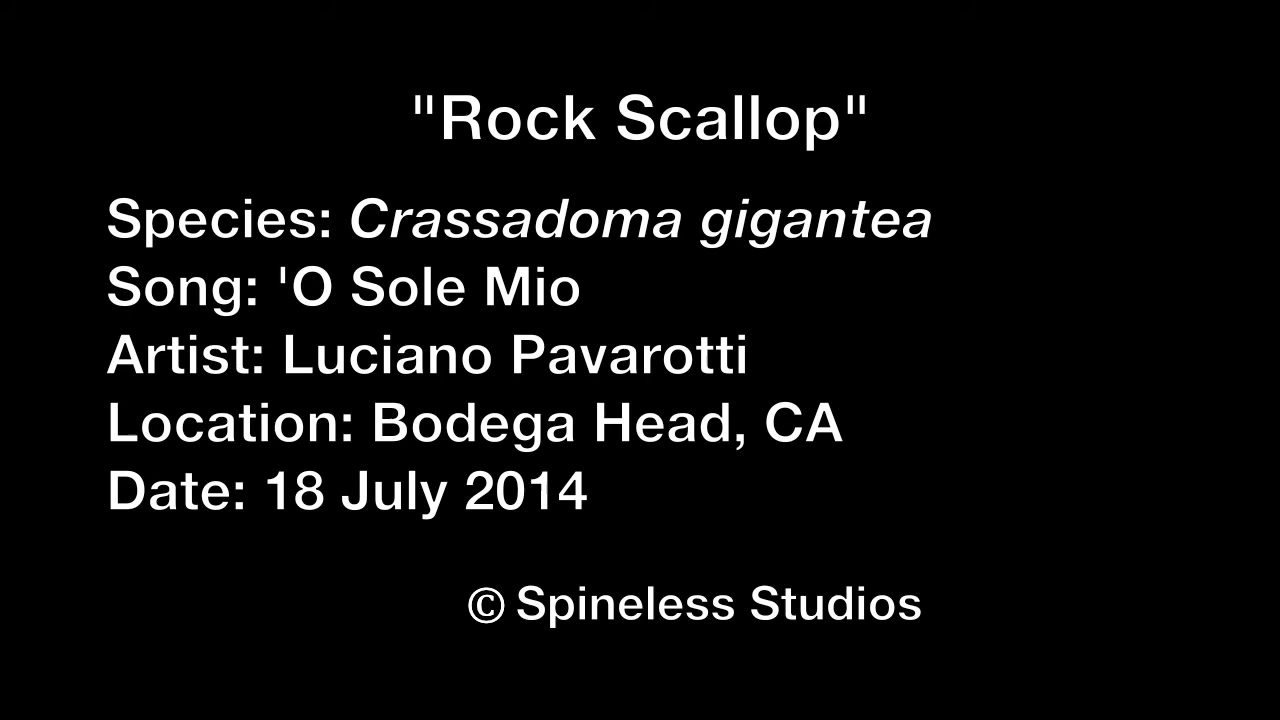 "Rock Scallop"
Species: Crassadoma gigantea
Song: 'O Sole Mio
Artist: Luciano Pavarotti
Location: Bodega Head, CA
Date: 18 July 2014
© Spineless Studios